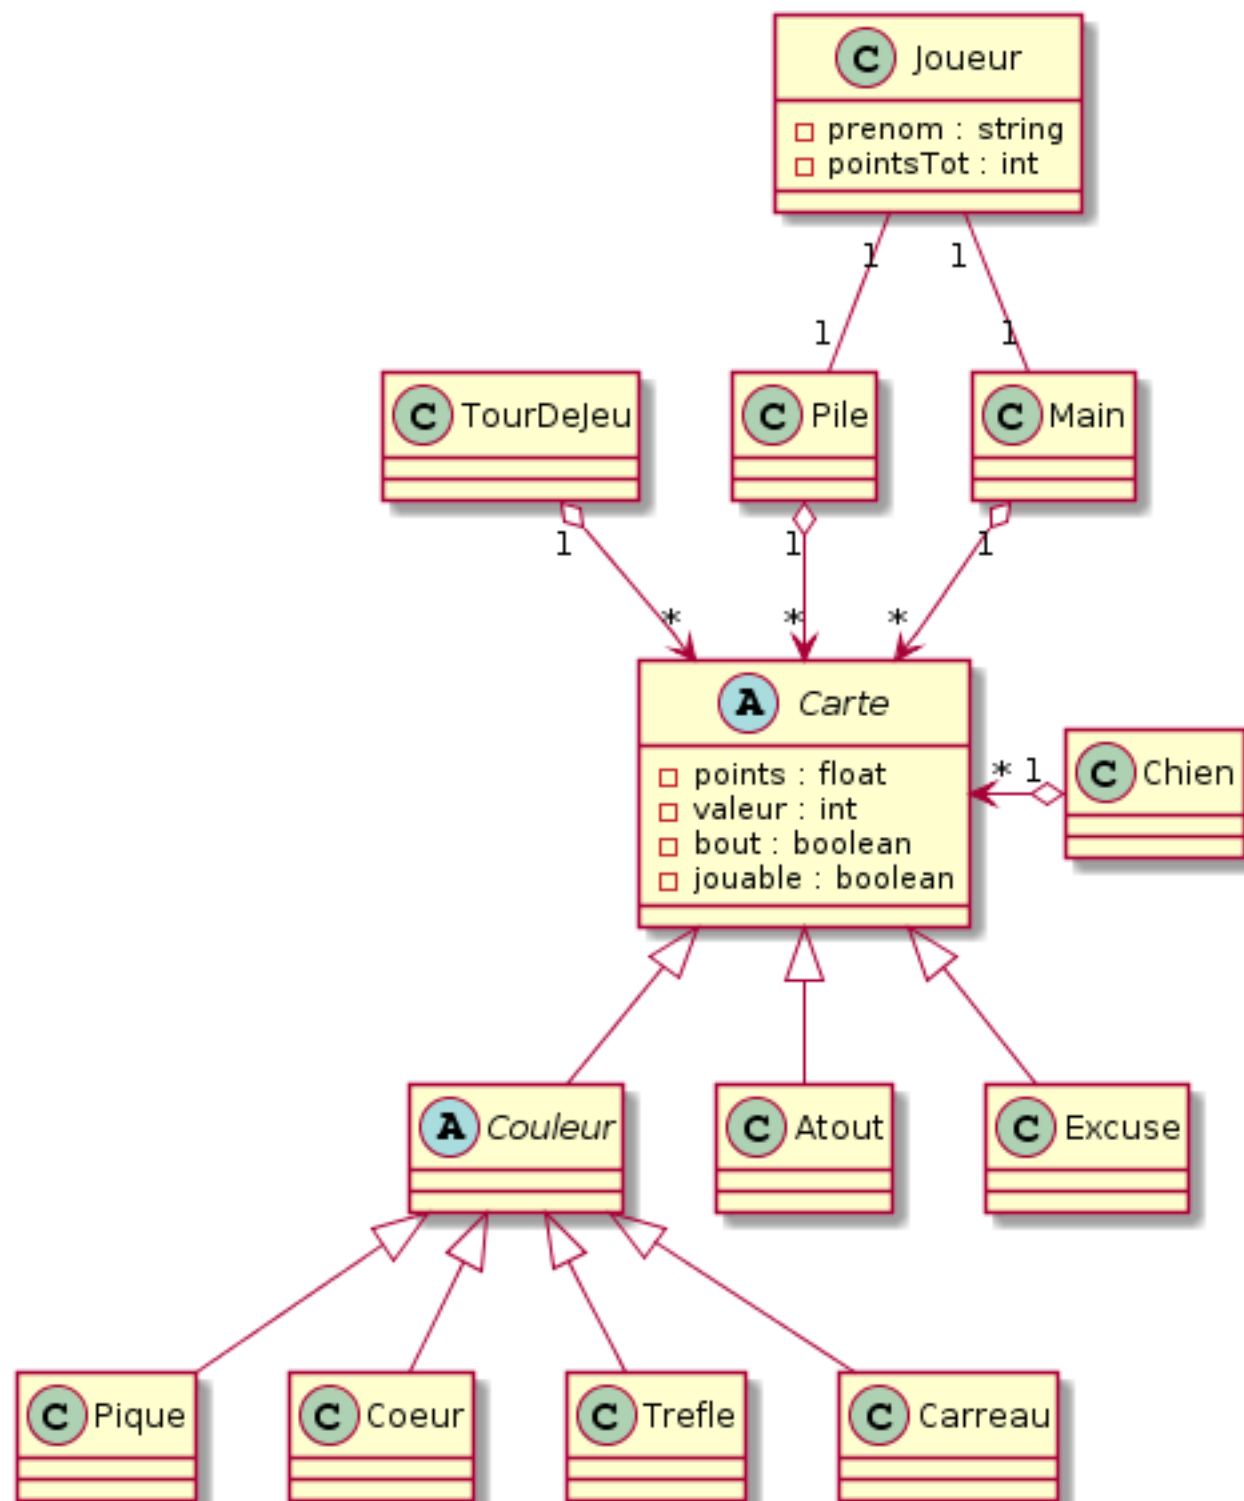 C Joueur
prenom : string
pointsTot : int
1 1
1 1
C TourDeJeu
C Pile
C Main
1 1 1
* * *
A Carte
points : float
valeur : int
bout : boolean
jouable : boolean
* 1
C Chien
A Couleur
C Atout
C Excuse
C Pique
C Coeur
C Trefle
C Carreau